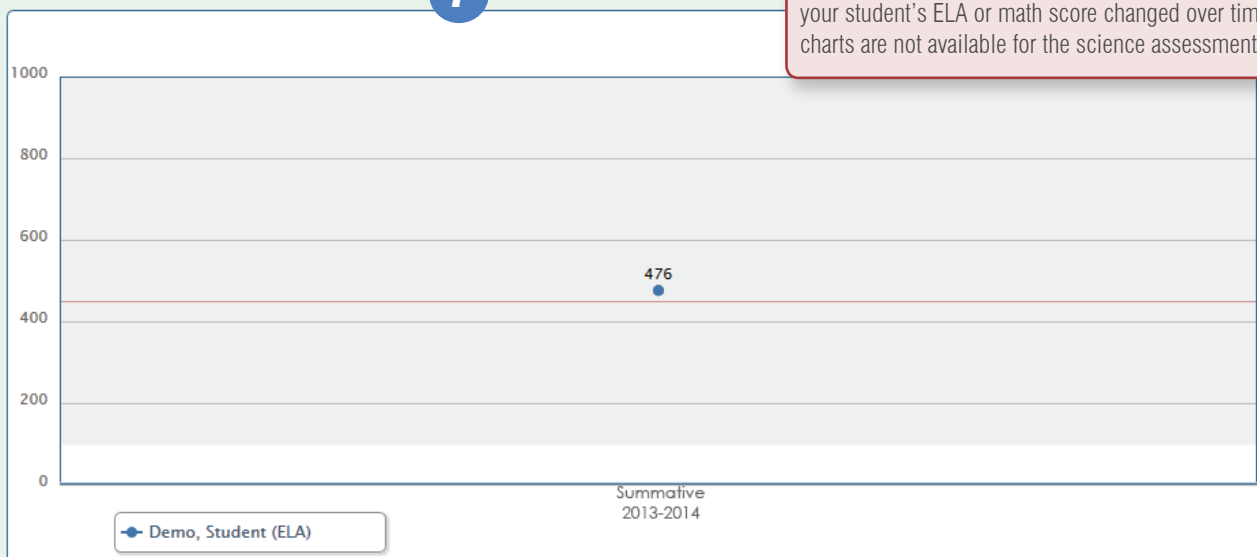 your student's ELA or math score changed over tim
charts are not available for the science assessment
1000
800
600
476
400
200
0
Summative
2013-2014
Demo, Student (ELA)